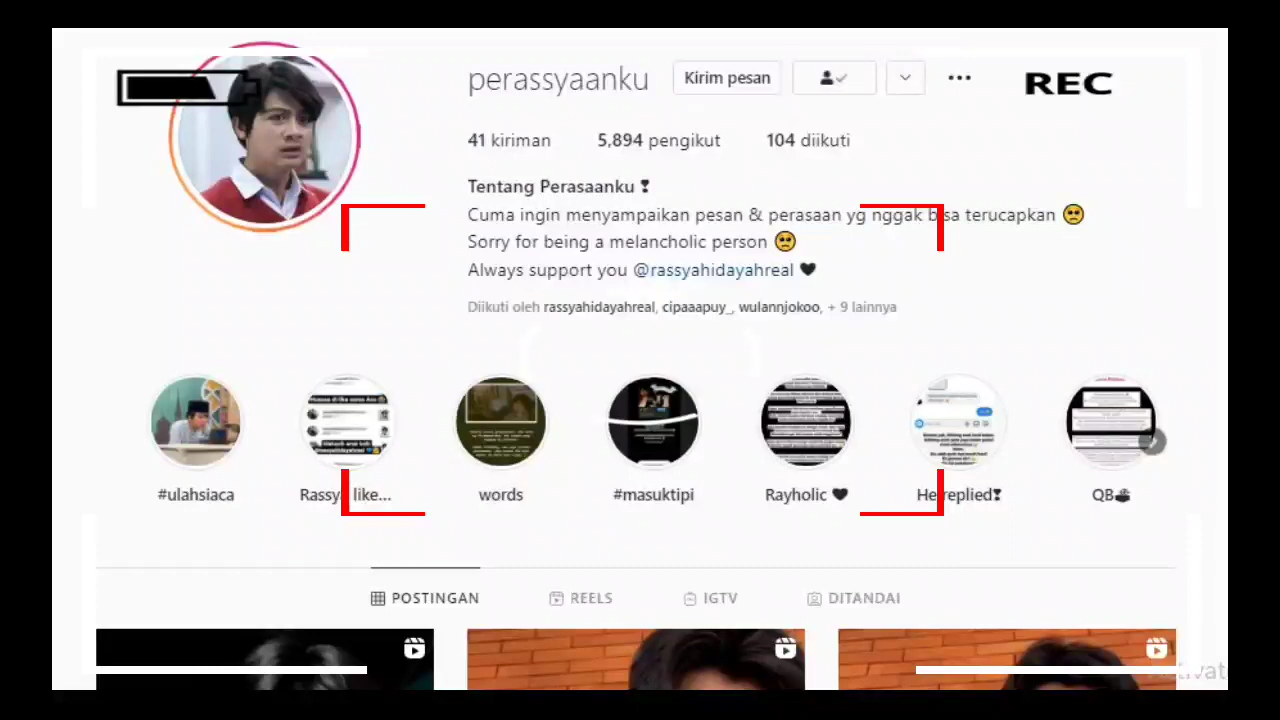 perassyaanku Kirim pesan REC
41 kiriman 5,894 pengikut 104 diikuti
Tentang Perasaanku ❣
Cuma ingin menyampaikan pesan & perasaan yg nggak bisa terucapkan 🥺
Sorry for being a melancholic person 🥺
Always support you @rassyahidayahreal 🖤
Diikuti oleh rassyahidayahreal, cipaaapuy_, wulannjokoo, + 9 lainnya
#ulahsiaca Rassya like... words #masuktipi Rayholic 🖤 He replied❣ QB
POSTINGAN REELS IGTV DITANDAI